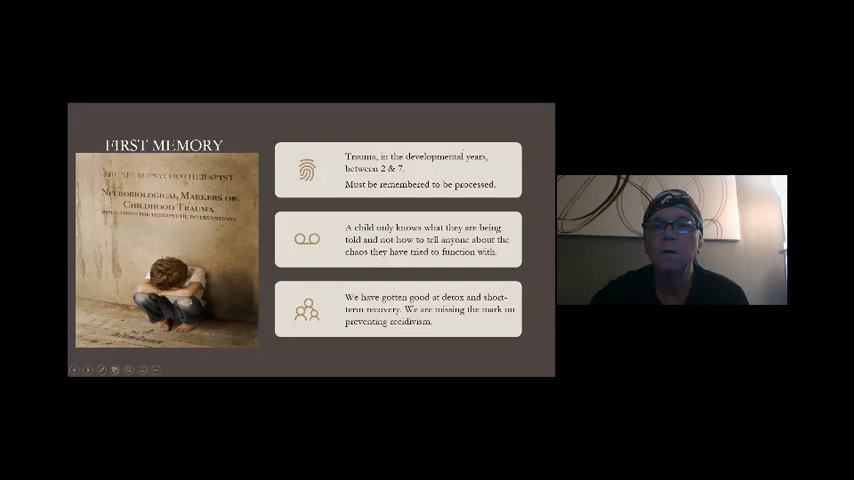 FIRST MEMORY
THE NEUROPSYCHOTHERAPIST
NEUROBIOLOGICAL MARKERS OF
CHILDHOOD TRAUMA
IMPLICATIONS FOR THERAPEUTIC INTERVENTIONS
Trauma, in the developmental years,
between 2 & 7.
Must be remembered to be processed.
A child only knows what they are being
told and not how to tell anyone about the
chaos they have tried to function with.
We have gotten good at detox and short-
term recovery. We are missing the mark on
preventing recidivism.